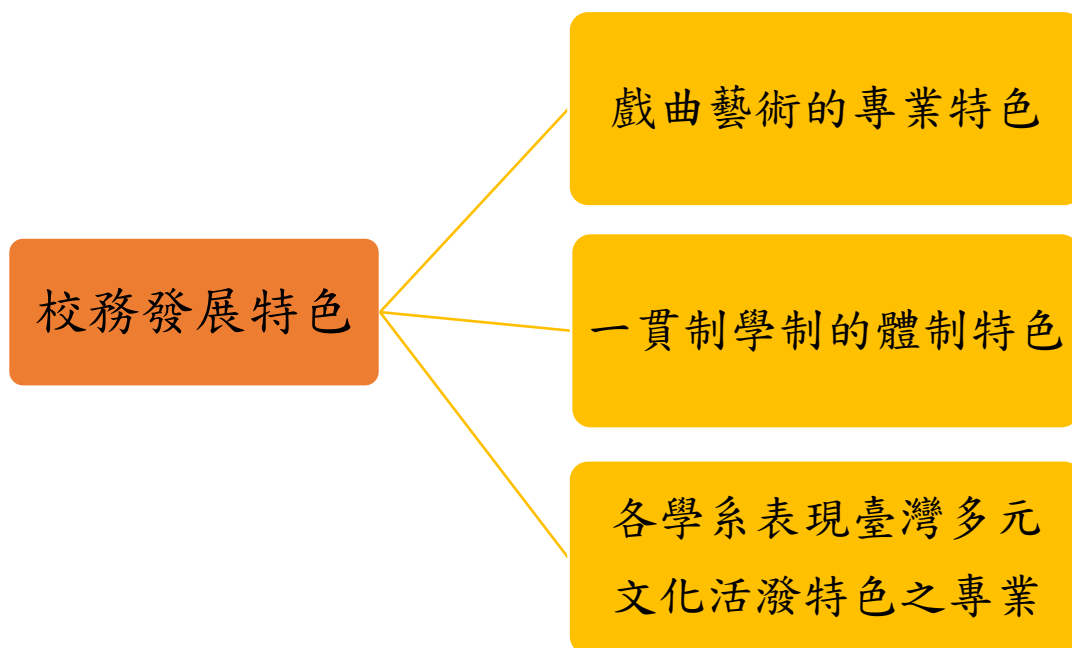 校務發展特色
戲曲藝術的專業特色
一貫制學制的體制特色
各學系表現臺灣多元
文化活潑特色之專業